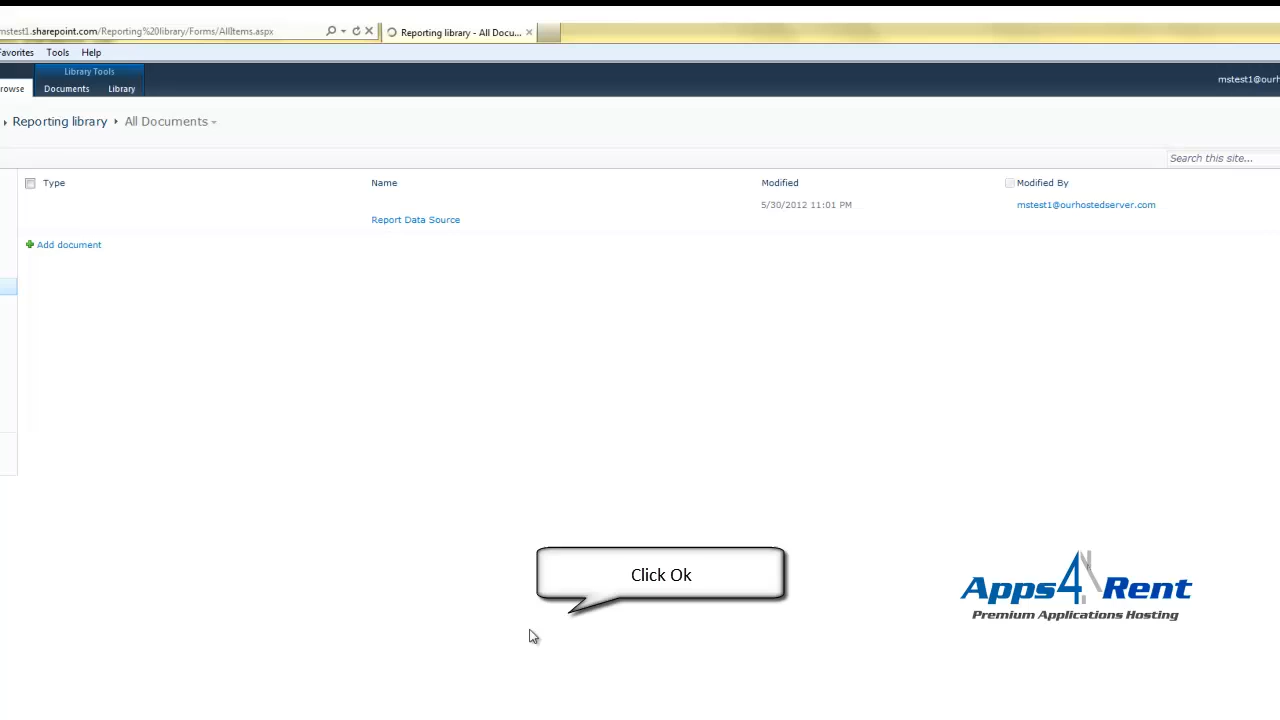 mstest1.sharepoint.com/Reporting%20library/Forms/AllItems.aspx
Reporting library - All Docu...
Favorites Tools Help
Library Tools
rowse Documents Library
mstest1@ourh
Reporting library All Documents
Search this site...
Type Name Modified Modified By
5/30/2012 11:01 PM mstest1@ourhostedserver.com
Report Data Source
Add document
Click Ok
Apps4Rent
Premium Applications Hosting